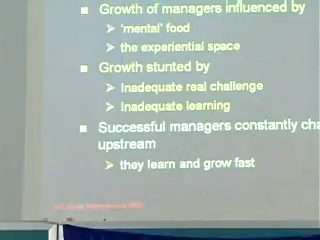 Growth of managers influenced by
'mental' food
the experiential space
Growth stunted by
Inadequate real challenge
Inadequate learning
Successful managers constantly cha
upstream
they learn and grow fast